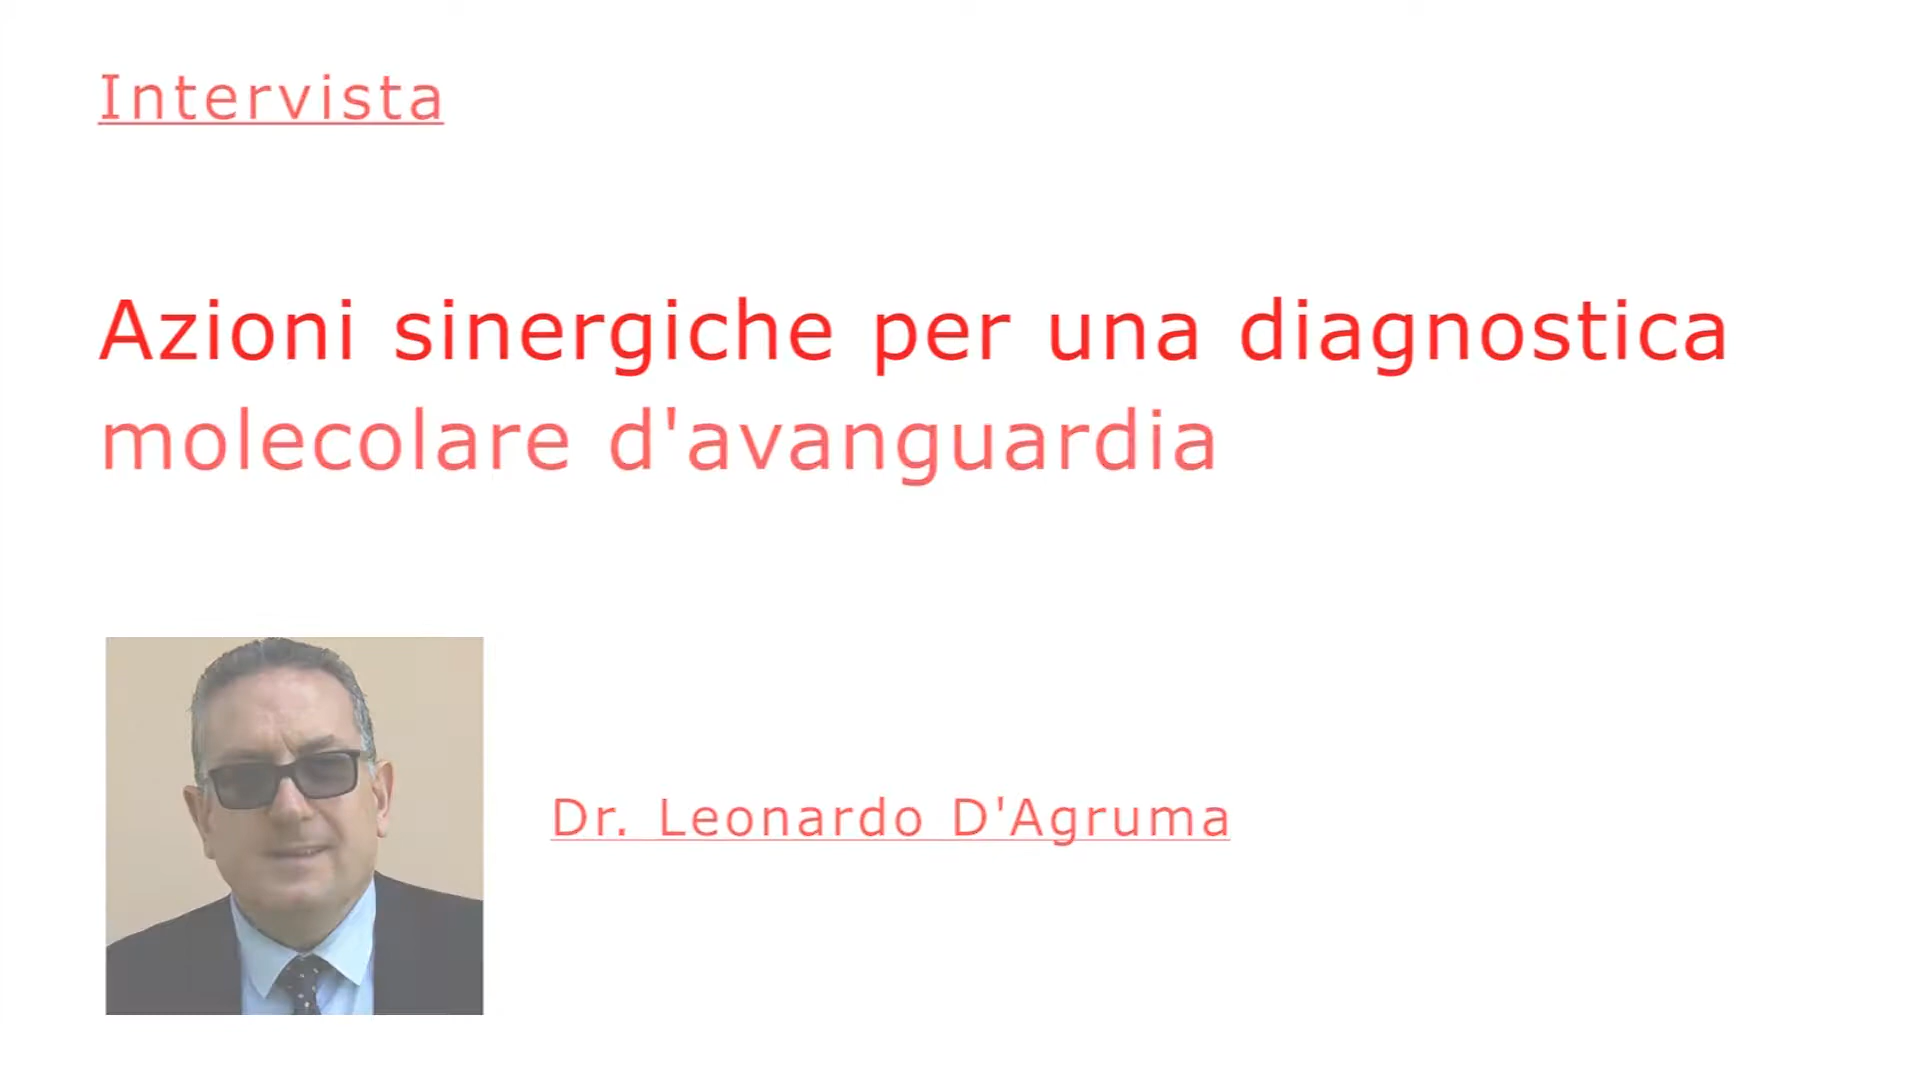 Intervista
Azioni sinergiche per una diagnostica
molecolare d'avanguardia
Dr. Leonardo D'Agruma